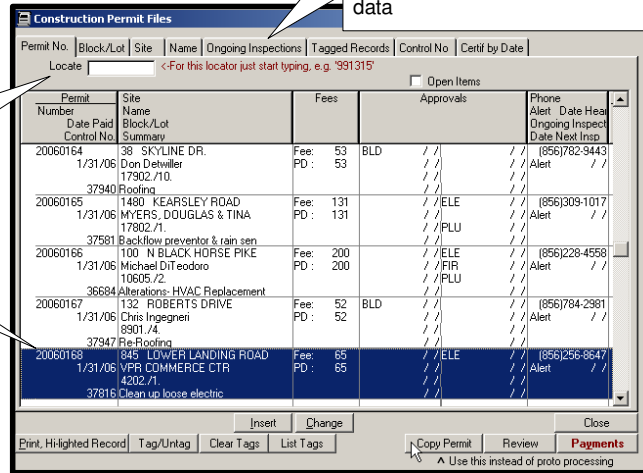 data
Construction Permit Files
Permit No. Block/Lot Site Name Ongoing Inspections Tagged Records Control No Certif by Date
Locate <-For this locator just start typing, e.g. '991315'
Open Items
Permit Site Fees Approvals Phone
Number Name Alert Date Hear
Date Paid Block/Lot Ongoing Inspect
Control No. Summary Date Next Insp
20060164 38 SKYLINE DR. Fee: 53 BLD / / / / (856)782-9443
1/31/06 Don Detwiller PD : 53 / / / / Alert / /
17902./10. / / / /
37940 Roofing / / / /
20060165 1480 KEARSLEY ROAD Fee: 131 / / ELE / / (856)309-1017
1/31/06 MYERS, DOUGLAS & TINA PD : 131 / / / / Alert / /
17802./1. / / PLU / /
37581 Backflow preventor & rain sen / / / /
20060166 100 N BLACK HORSE PIKE Fee: 200 / / ELE / / (856)228-4558
1/31/06 Michael DiTeodoro PD : 200 / / FIR / / Alert / /
10605./2. / / PLU / /
36684 Alterations- HVAC Replacement / / / /
20060167 132 ROBERTS DRIVE Fee: 52 BLD / / / / (856)784-2981
1/31/06 Chris Ingegneri PD : 52 / / / / Alert / /
8901./4. / / / /
37947 Re-Roofing / / / /
20060168 845 LOWER LANDING ROAD Fee: 65 / / ELE / / (856)256-8647
1/31/06 VPR COMMERCE CTR PD : 65 / / / / Alert / /
4202./1. / / / /
37816 Clean up loose electric / / / /
Insert Change Close
Print, Hi-lighted Record Tag/Untag Clear Tags List Tags Copy Permit Review Payments
^ Use this instead of proto processing